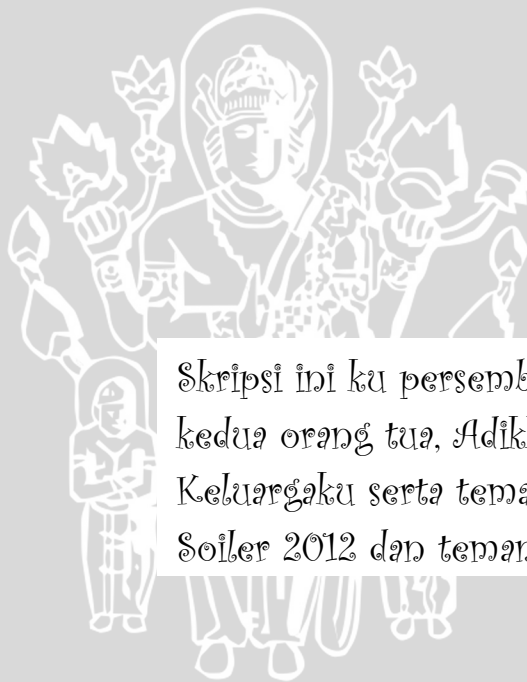 Skripsi ini ku persemb
kedua orang tua, Adik
Keluargaku serta tema
Soiler 2012 dan teman